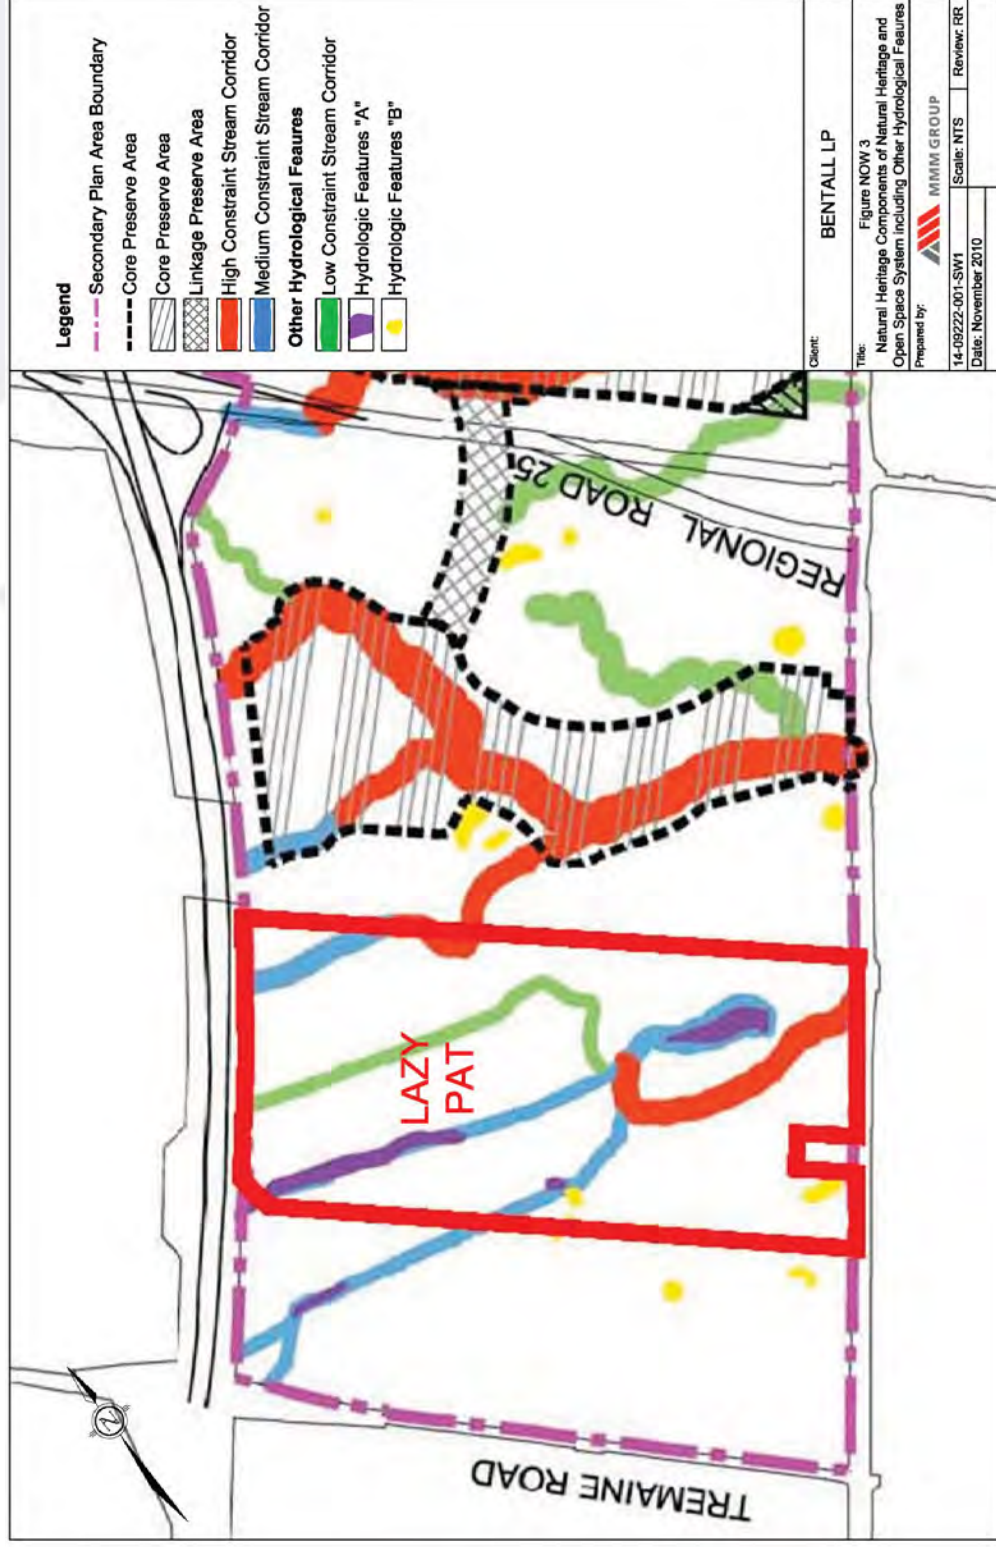 Legend
Secondary Plan Area Boundary
Core Preserve Area
Core Preserve Area
Linkage Preserve Area
High Constraint Stream Corridor
Medium Constraint Stream Corridor
Other Hydrological Feaures
Low Constraint Stream Corridor
Hydrologic Features "A"
Hydrologic Features "B"
Client:
BENTALL LP
Title:
Figure NOW 3
Natural Heritage Components of Natural Heritage and
Open Space System including Other Hydrological Feaures
Prepared by:
MMM GROUP
14-09222-001-SW1
Scale: NTS
Review: RR
Date: November 2010
REGIONAL ROAD 25
LAZY
PAT
TREMAINE ROAD
N